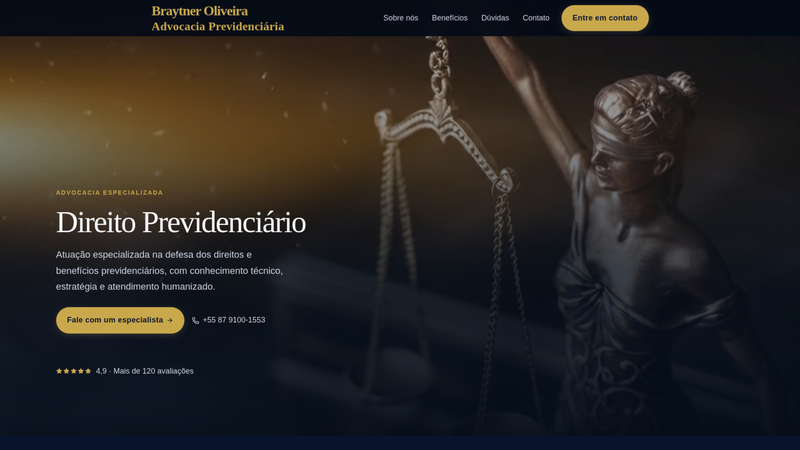 Braytner Oliveira
Advocacia Previdenciária
Sobre nós
Benefícios
Dúvidas
Contato
Entre em contato
ADVOCACIA ESPECIALIZADA
Direito Previdenciário
Atuação especializada na defesa dos direitos e
benefícios previdenciários, com conhecimento técnico,
estratégia e atendimento humanizado.
Fale com um especialista →
+55 87 9100-1553
★★★★★ 4,9 · Mais de 120 avaliações